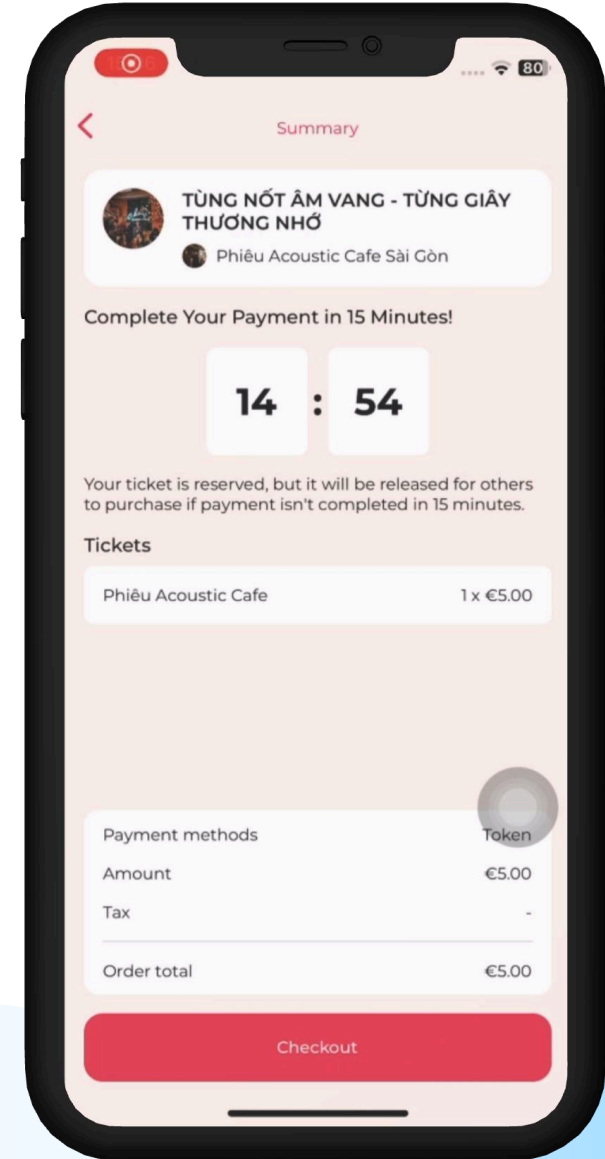 80
Summary
TÙNG NỐT ÂM VANG - TỪNG GIÂY
THƯƠNG NHỚ
Phiêu Acoustic Cafe Sài Gòn
Complete Your Payment in 15 Minutes!
14 : 54
Your ticket is reserved, but it will be released for others
to purchase if payment isn't completed in 15 minutes.
Tickets
Phiêu Acoustic Cafe 1 x €5.00
Payment methods Token
Amount €5.00
Tax -
Order total €5.00
Checkout